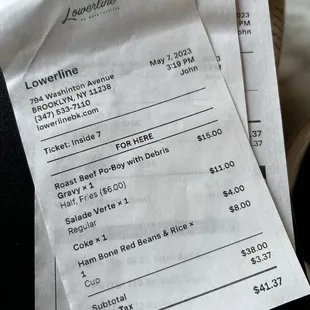 Lowerline
Lowerline
794 Washinton Avenue
BROOKLYN, NY 11238
(347) 533-7110
lowerlinebk.com
May 7, 2023
3:19 PM
John
Ticket: Inside 7
FOR HERE
Roast Beef Po-Boy with Debris $15.00
Gravy × 1
Half, Fries ($6.00)
Salade Verte × 1 $11.00
Regular
Coke × 1 $4.00
Ham Bone Red Beans & Rice × $8.00
1
Cup
Subtotal $38.00
Tax $3.37
$41.37
2023
PM
John